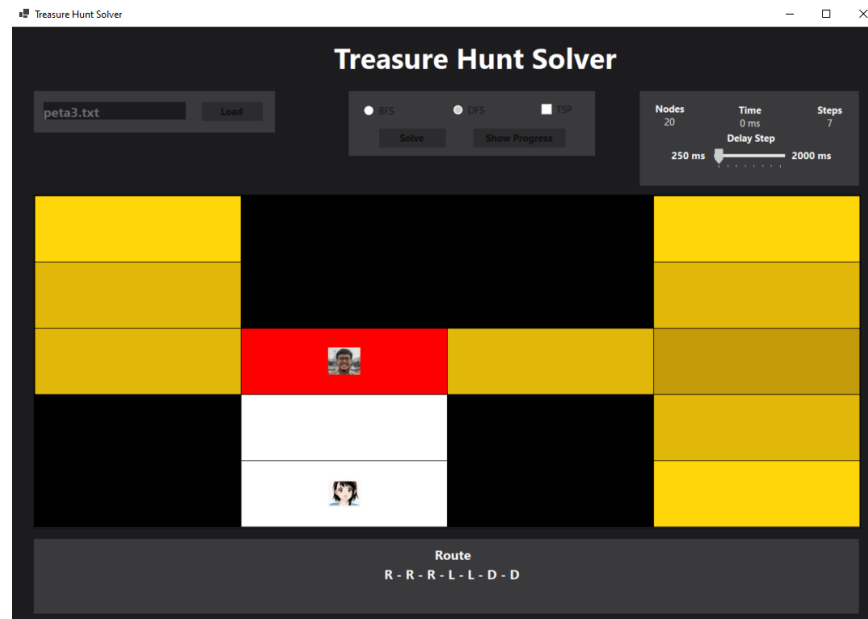 Treasure Hunt Solver
Treasure Hunt Solver
peta3.txt Load
BFS DFS TSP
Solve Show Progress
Nodes Time Steps
20 0 ms 7
Delay Step
250 ms 2000 ms
Route
R - R - R - L - L - D - D